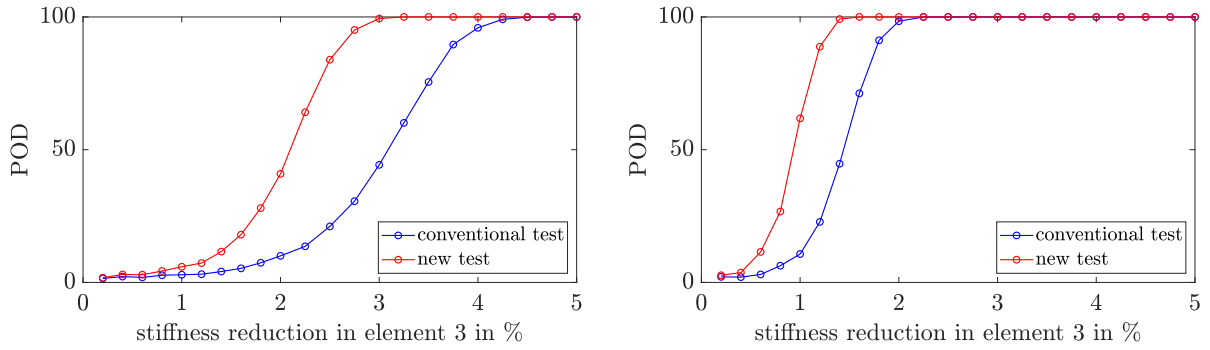 100
50
0
POD
0 1 2 3 4 5
stiffness reduction in element 3 in %
conventional test
new test
100
50
0
POD
0 1 2 3 4 5
stiffness reduction in element 3 in %
conventional test
new test